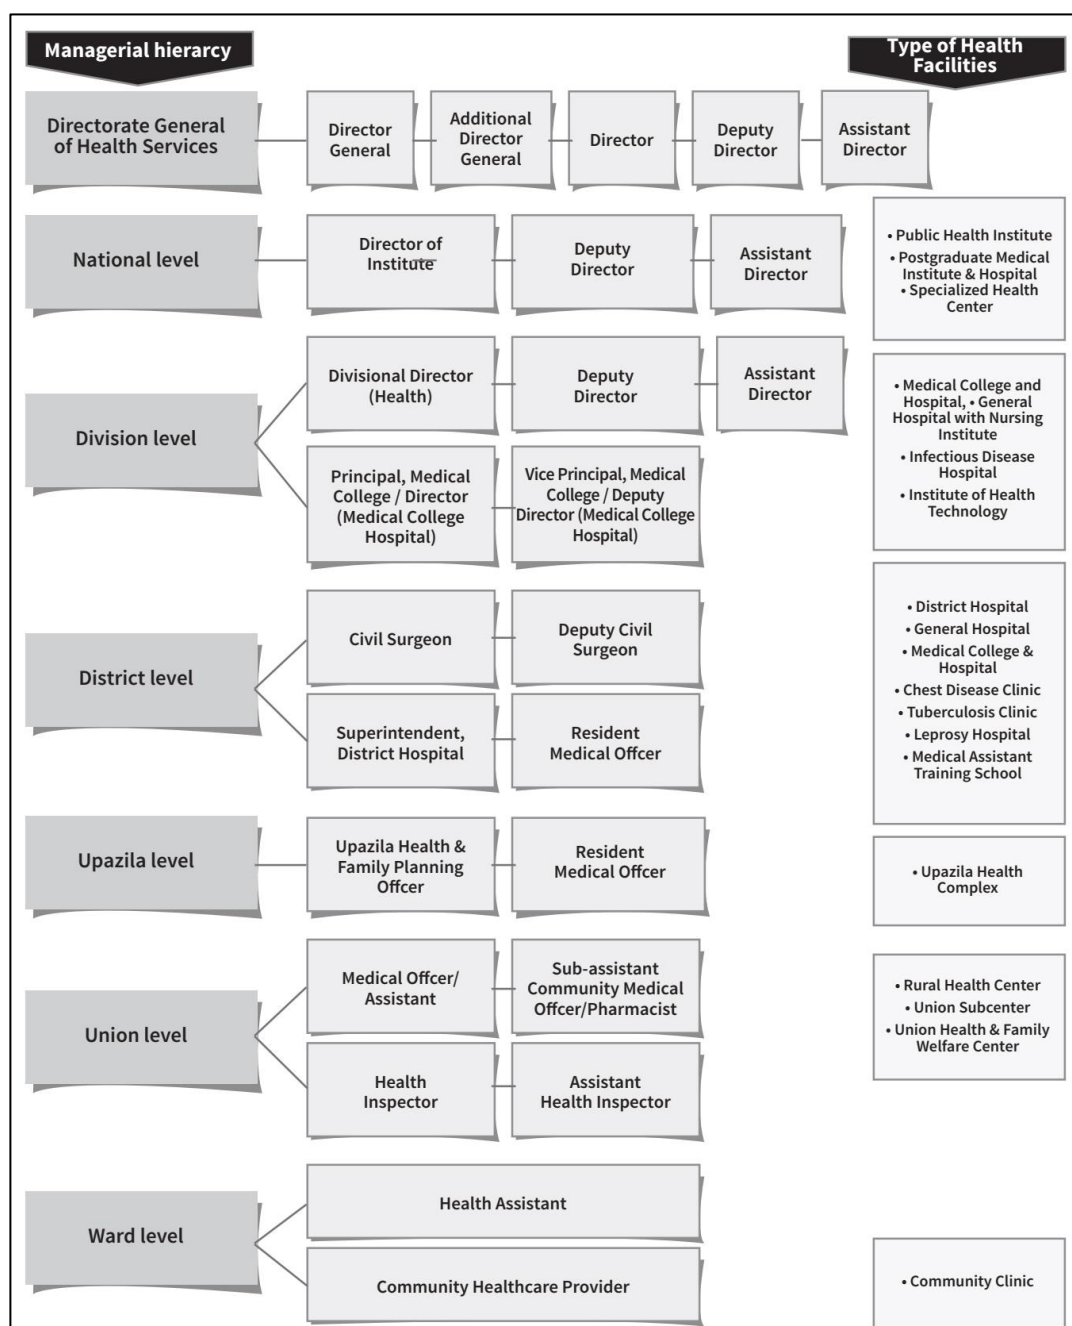 Managerial hierarcy
Type of Health
Facilities
Directorate General
of Health Services
Director
General
Additional
Director
General
Director
Deputy
Director
Assistant
Director
National level
Director of
Institute
Deputy
Director
Assistant
Director
• Public Health Institute
• Postgraduate Medical
Institute & Hospital
• Specialized Health
Center
Division level
Divisional Director
(Health)
Deputy
Director
Assistant
Director
Principal, Medical
College / Director
(Medical College
Hospital)
Vice Principal, Medical
College / Deputy
Director (Medical College
Hospital)
• Medical College and
Hospital, • General
Hospital with Nursing
Institute
• Infectious Disease
Hospital
• Institute of Health
Technology
District level
Civil Surgeon
Deputy Civil
Surgeon
Superintendent,
District Hospital
Resident
Medical Offcer
• District Hospital
• General Hospital
• Medical College &
Hospital
• Chest Disease Clinic
• Tuberculosis Clinic
• Leprosy Hospital
• Medical Assistant
Training School
Upazila level
Upazila Health &
Family Planning
Offcer
Resident
Medical Offcer
• Upazila Health
Complex
Union level
Medical Offcer/
Assistant
Sub-assistant
Community Medical
Offcer/Pharmacist
Health
Inspector
Assistant
Health Inspector
• Rural Health Center
• Union Subcenter
• Union Health & Family
Welfare Center
Ward level
Health Assistant
Community Healthcare Provider
• Community Clinic